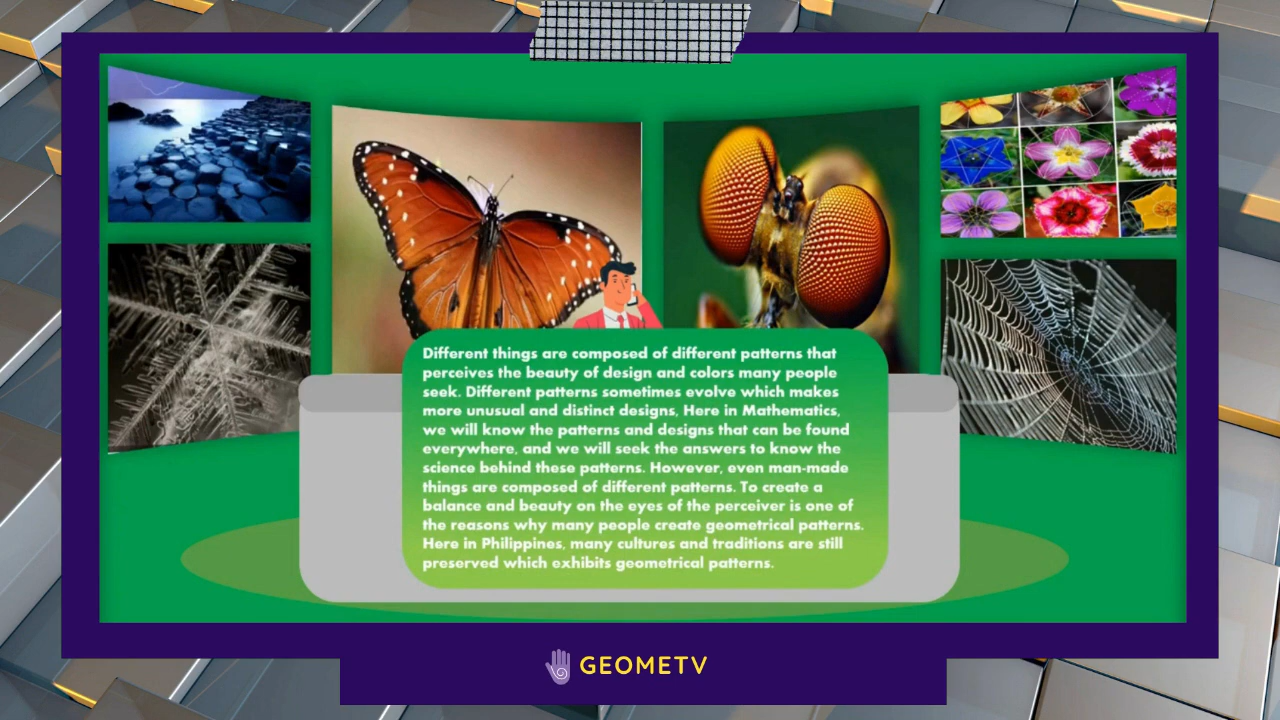 Different things are composed of different patterns that
perceives the beauty of design and colors many people
seek. Different patterns sometimes evolve which makes
more unusual and distinct designs, Here in Mathematics,
we will know the patterns and designs that can be found
everywhere, and we will seek the answers to know the
science behind these patterns. However, even man-made
things are composed of different patterns. To create a
balance and beauty on the eyes of the perceiver is one of
the reasons why many people create geometrical patterns.
Here in Philippines, many cultures and traditions are still
preserved which exhibits geometrical patterns.
GEOMETV